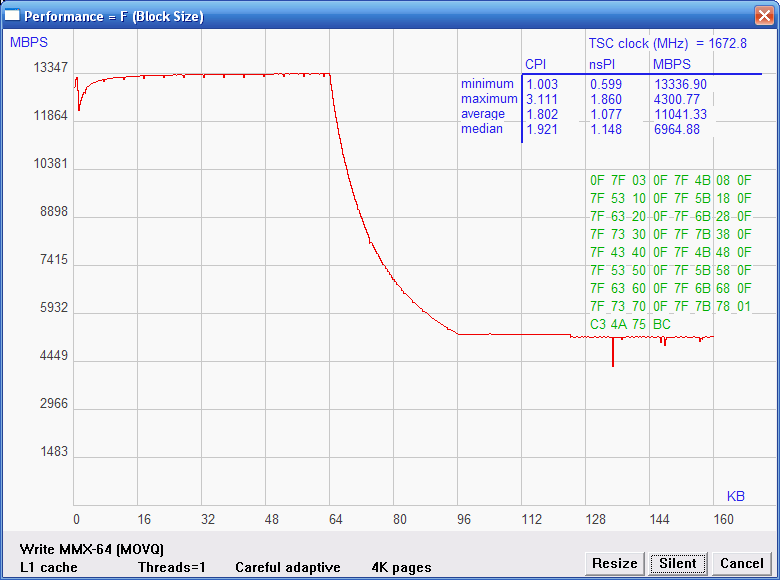 Performance = F (Block Size)
MBPS
TSC clock (MHz) = 1672.8
CPI nsPI MBPS
minimum 1.003 0.599 13336.90
maximum 3.111 1.860 4300.77
average 1.802 1.077 11041.33
median 1.921 1.148 6964.88
13347
11864
10381
8898
7415
5932
4449
2966
1483
0F 7F 03 0F 7F 4B 08 0F
7F 53 10 0F 7F 5B 18 0F
7F 63 20 0F 7F 6B 28 0F
7F 73 30 0F 7F 7B 38 0F
7F 43 40 0F 7F 4B 48 0F
7F 53 50 0F 7F 5B 58 0F
7F 63 60 0F 7F 6B 68 0F
7F 73 70 0F 7F 7B 78 01
C3 4A 75 BC
KB
0 16 32 48 64 80 96 112 128 144 160
Write MMX-64 (MOVQ)
L1 cache Threads=1 Careful adaptive 4K pages
Resize Silent Cancel